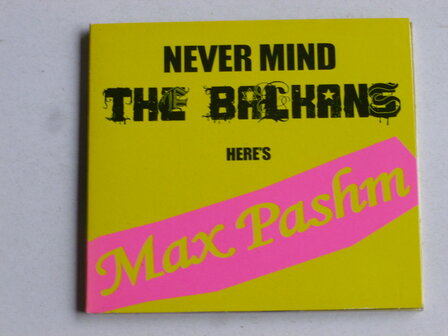 NEVER MIND
THE BALKANS
HERE'S
Max Pashm